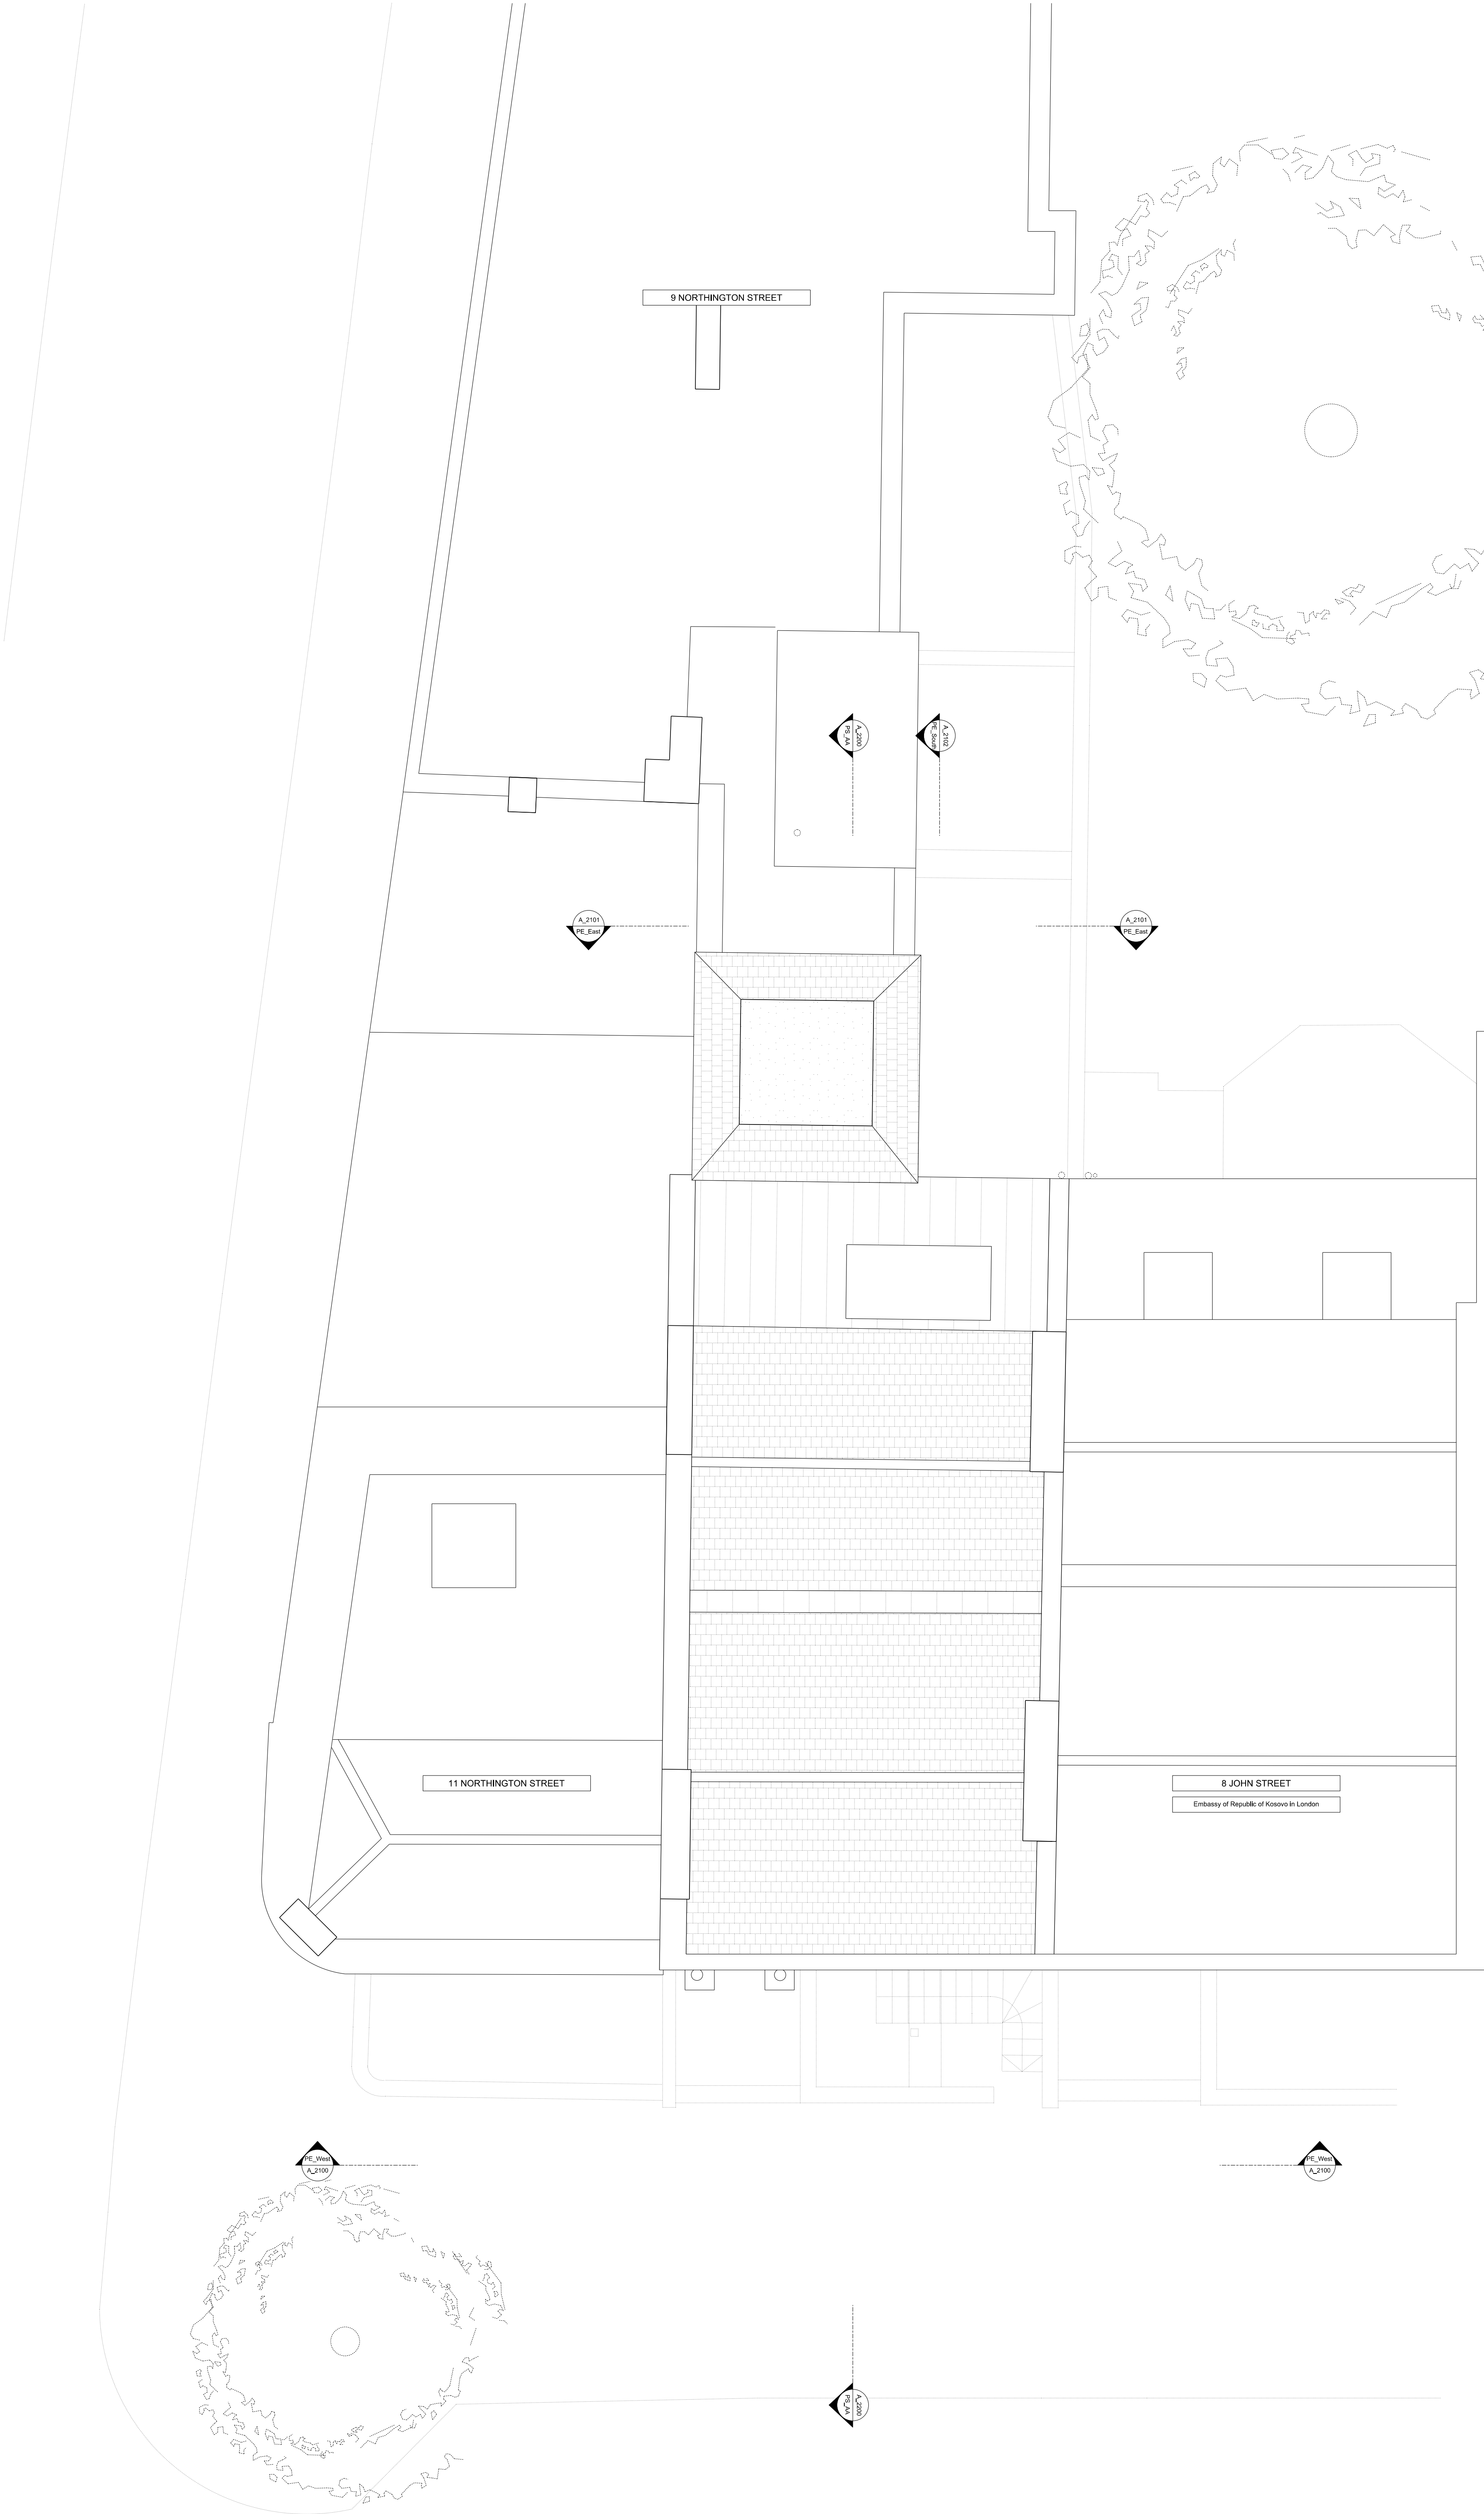 9 NORTHINGTON STREET
A_2200
PS_AA
A_2102
PE_South
A_2101
PE_East
A_2101
PE_East
11 NORTHINGTON STREET
8 JOHN STREET
Embassy of Republic of Kosovo in London
PE_West
A_2100
PE_West
A_2100
A_2200
PS_AA